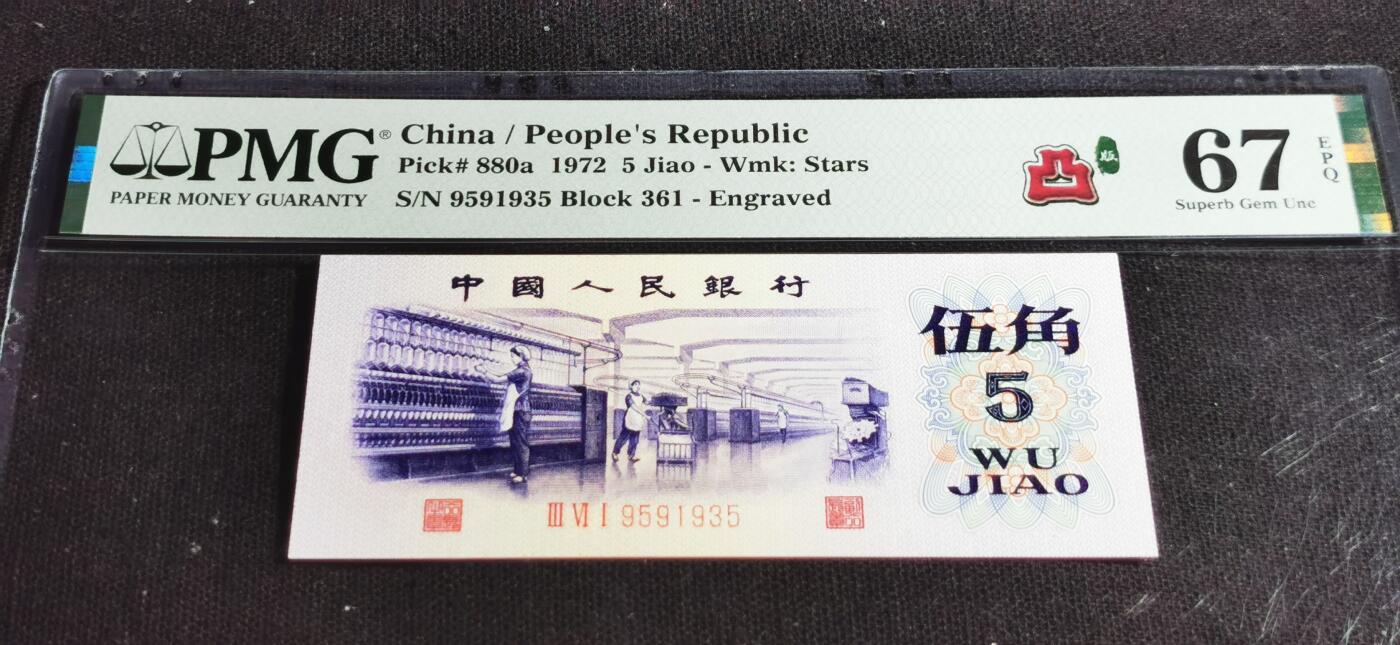 PMG®
PAPER MONEY GUARANTY
China / People's Republic
Pick# 880a 1972 5 Jiao - Wmk: Stars
S/N 9591935 Block 361 - Engraved
凸
版
67
EPQ
Superb Gem Unc
中國人民銀行
伍角
5
WU
JIAO
III VI I 9591935